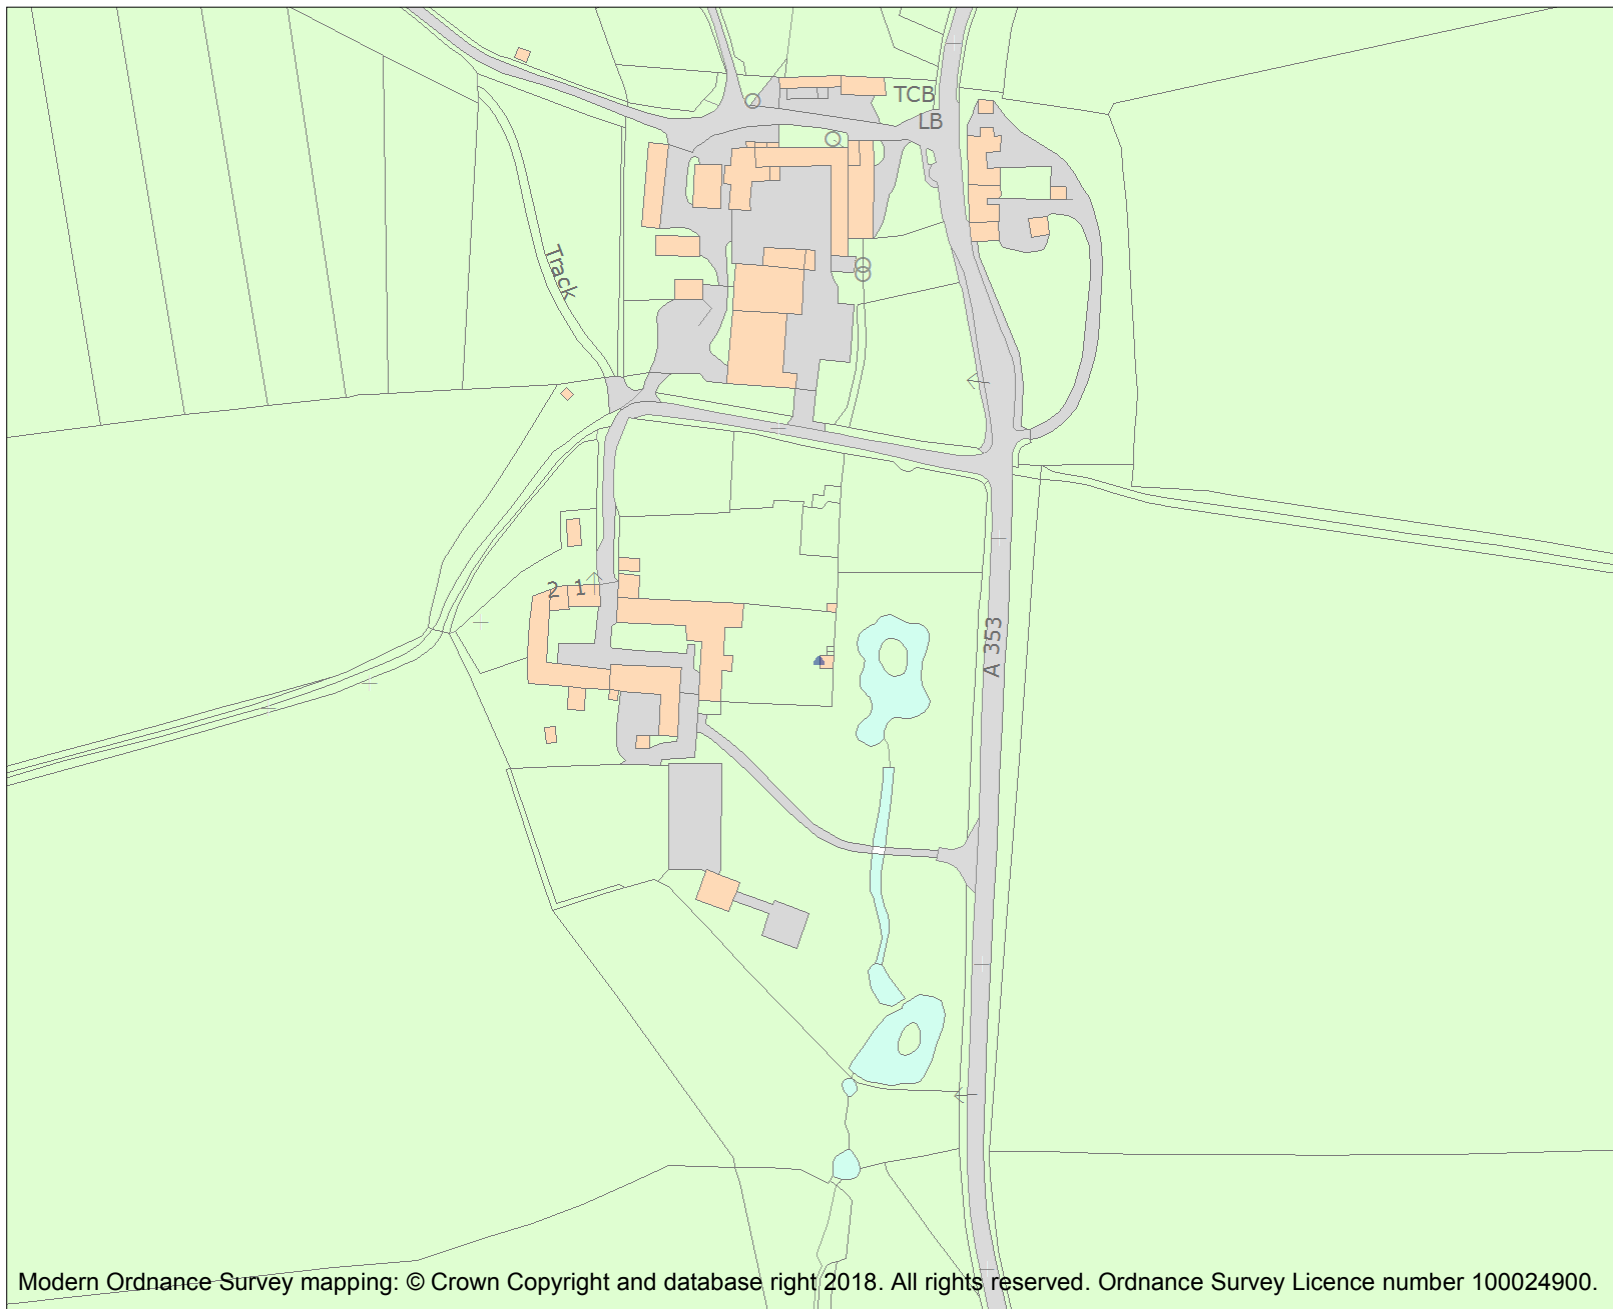 TCB
LB
Track
2 1
A 353
E
Modern Ordnance Survey mapping: © Crown Copyright and database right 2018. All rights reserved. Ordnance Survey Licence number 100024900.